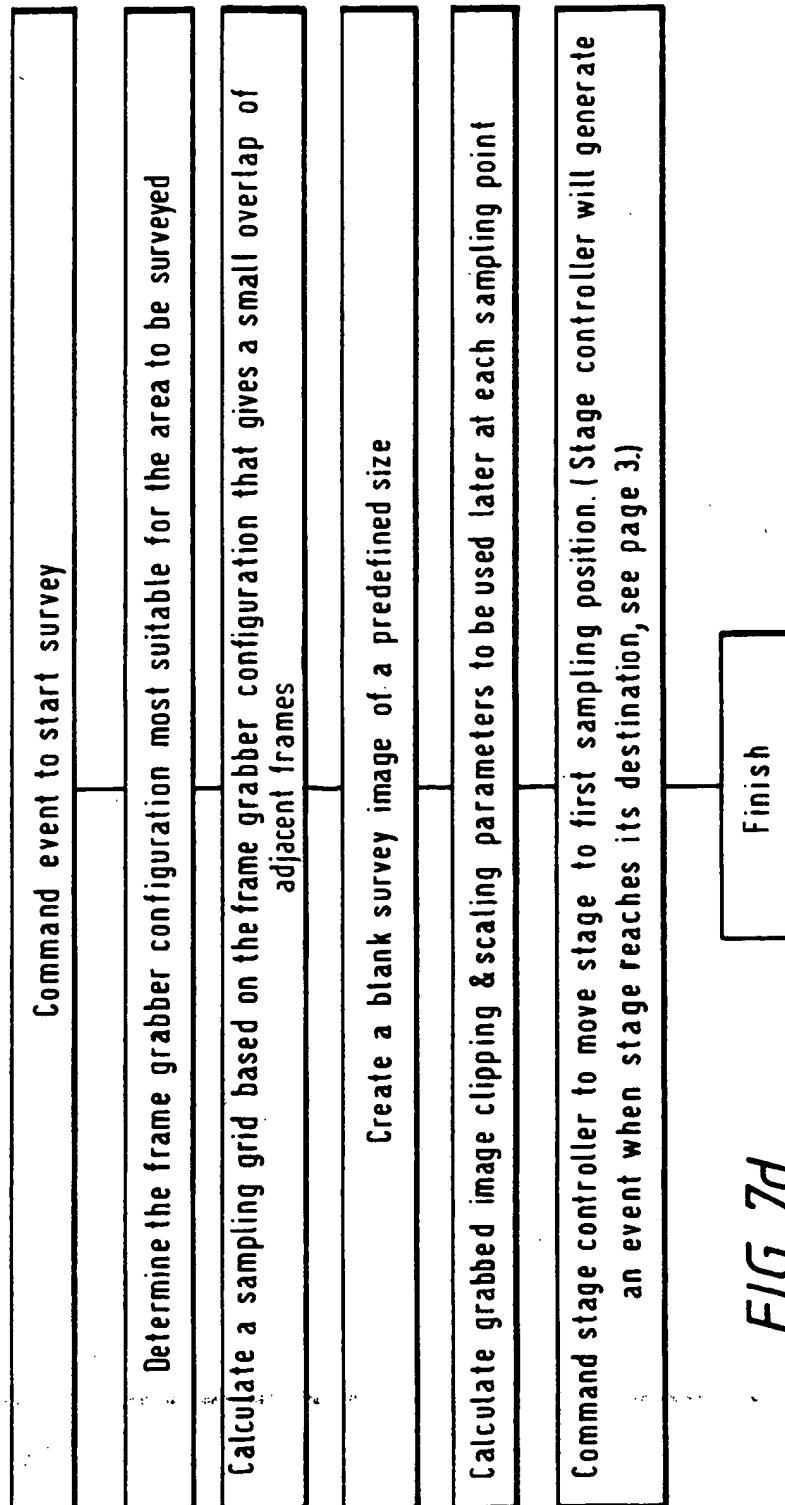 Command event to start survey
Determine the frame grabber configuration most suitable for the area to be surveyed
Calculate a sampling grid based on the frame grabber configuration that gives a small overlap of
adjacent frames
Create a blank survey image of a predefined size
Calculate grabbed image clipping & scaling parameters to be used later at each sampling point
Command stage controller to move stage to first sampling position. (Stage controller will generate
an event when stage reaches its destination, see page 3.)
Finish
FIG. 7d